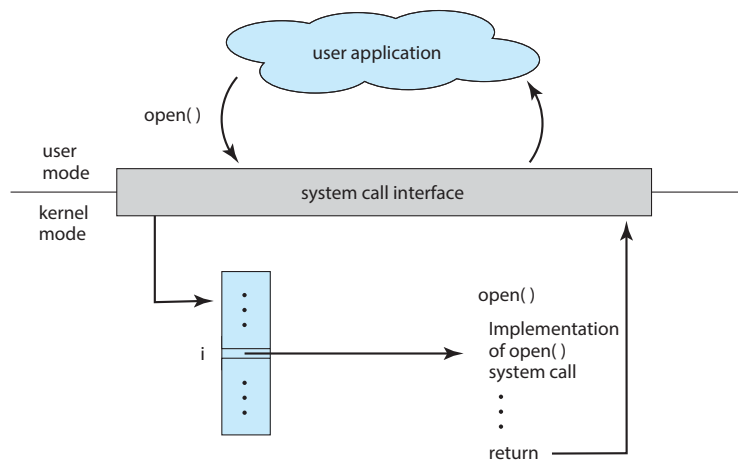 user application
open( )
user
mode
system call interface
kernel
mode
open( )
Implementation
i
of open( )
system call
return